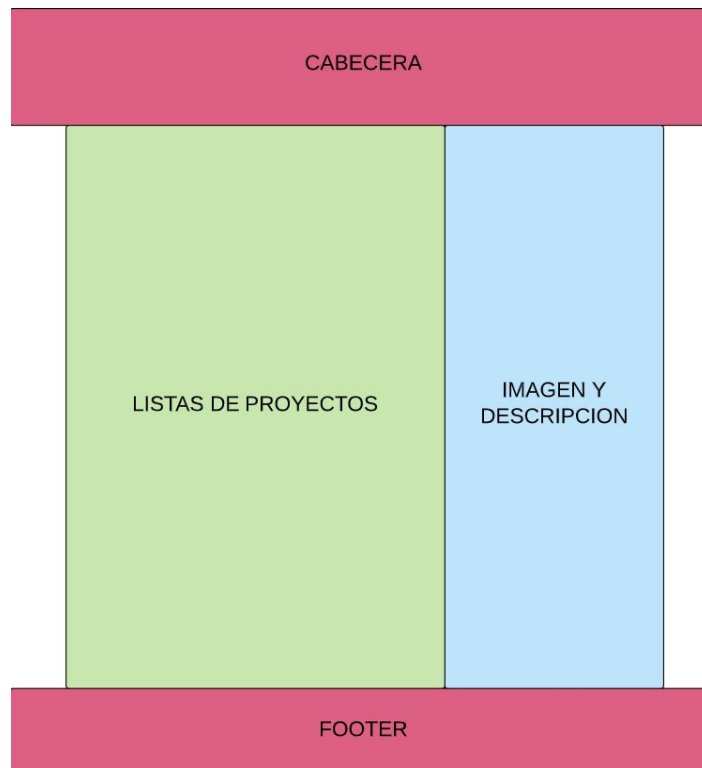 CABECERA
LISTAS DE PROYECTOS
IMAGEN Y
DESCRIPCION
FOOTER